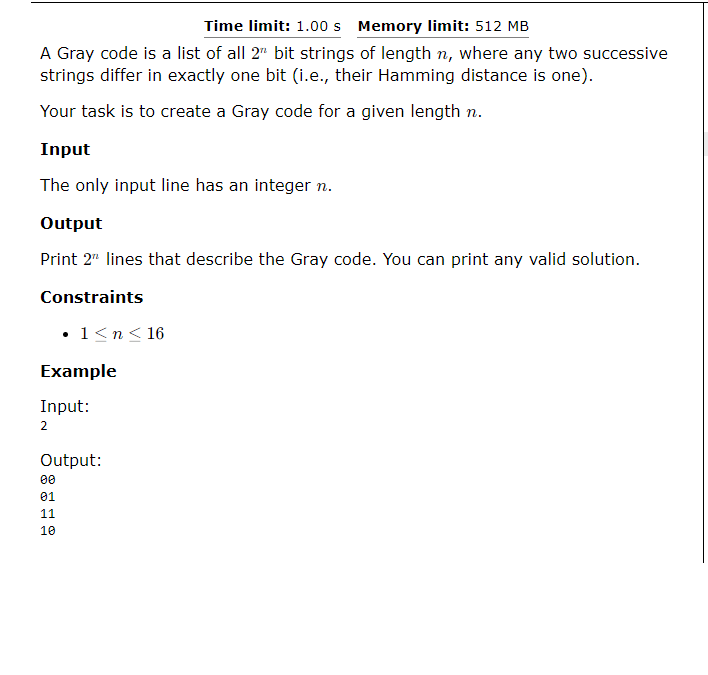 Time limit: 1.00 s Memory limit: 512 MB
A Gray code is a list of all 2ⁿ bit strings of length n, where any two successive
strings differ in exactly one bit (i.e., their Hamming distance is one).
Your task is to create a Gray code for a given length n.
Input
The only input line has an integer n.
Output
Print 2ⁿ lines that describe the Gray code. You can print any valid solution.
Constraints
• 1 ≤ n ≤ 16
Example
Input:
2
Output:
00
01
11
10